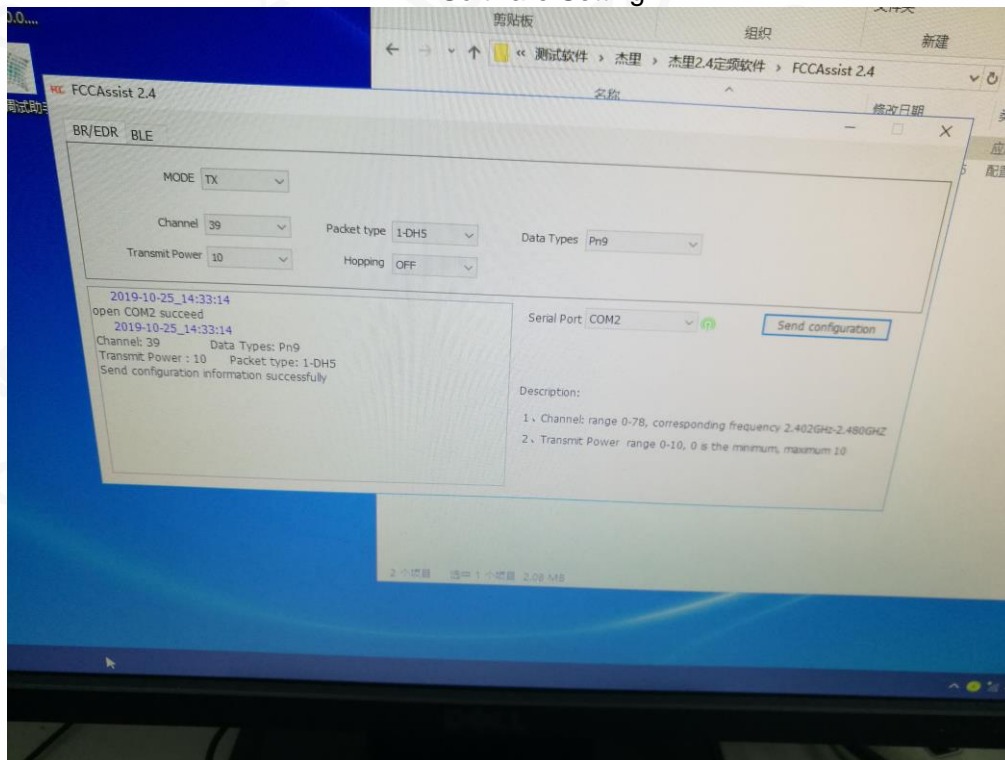 剪贴板
组织
新建
« 测试软件 › 杰里 › 杰里2.4定频软件 › FCCAssist 2.4
名称
修改日期
FCC FCCAssist 2.4
BR/EDR BLE
MODE TX
Channel 39 Packet type 1-DH5 Data Types Pn9
Transmit Power 10 Hopping OFF
2019-10-25_14:33:14
open COM2 succeed
2019-10-25_14:33:14
Channel: 39 Data Types: Pn9
Transmit Power : 10 Packet type: 1-DH5
Send configuration information successfully
Serial Port COM2 Send configuration
Description:
1、Channel: range 0-78, corresponding frequency 2.402GHz-2.480GHZ
2、Transmit Power range 0-10, 0 is the minimum, maximum 10
2 个项目 选中 1 个项目 2.08 MB
DELL